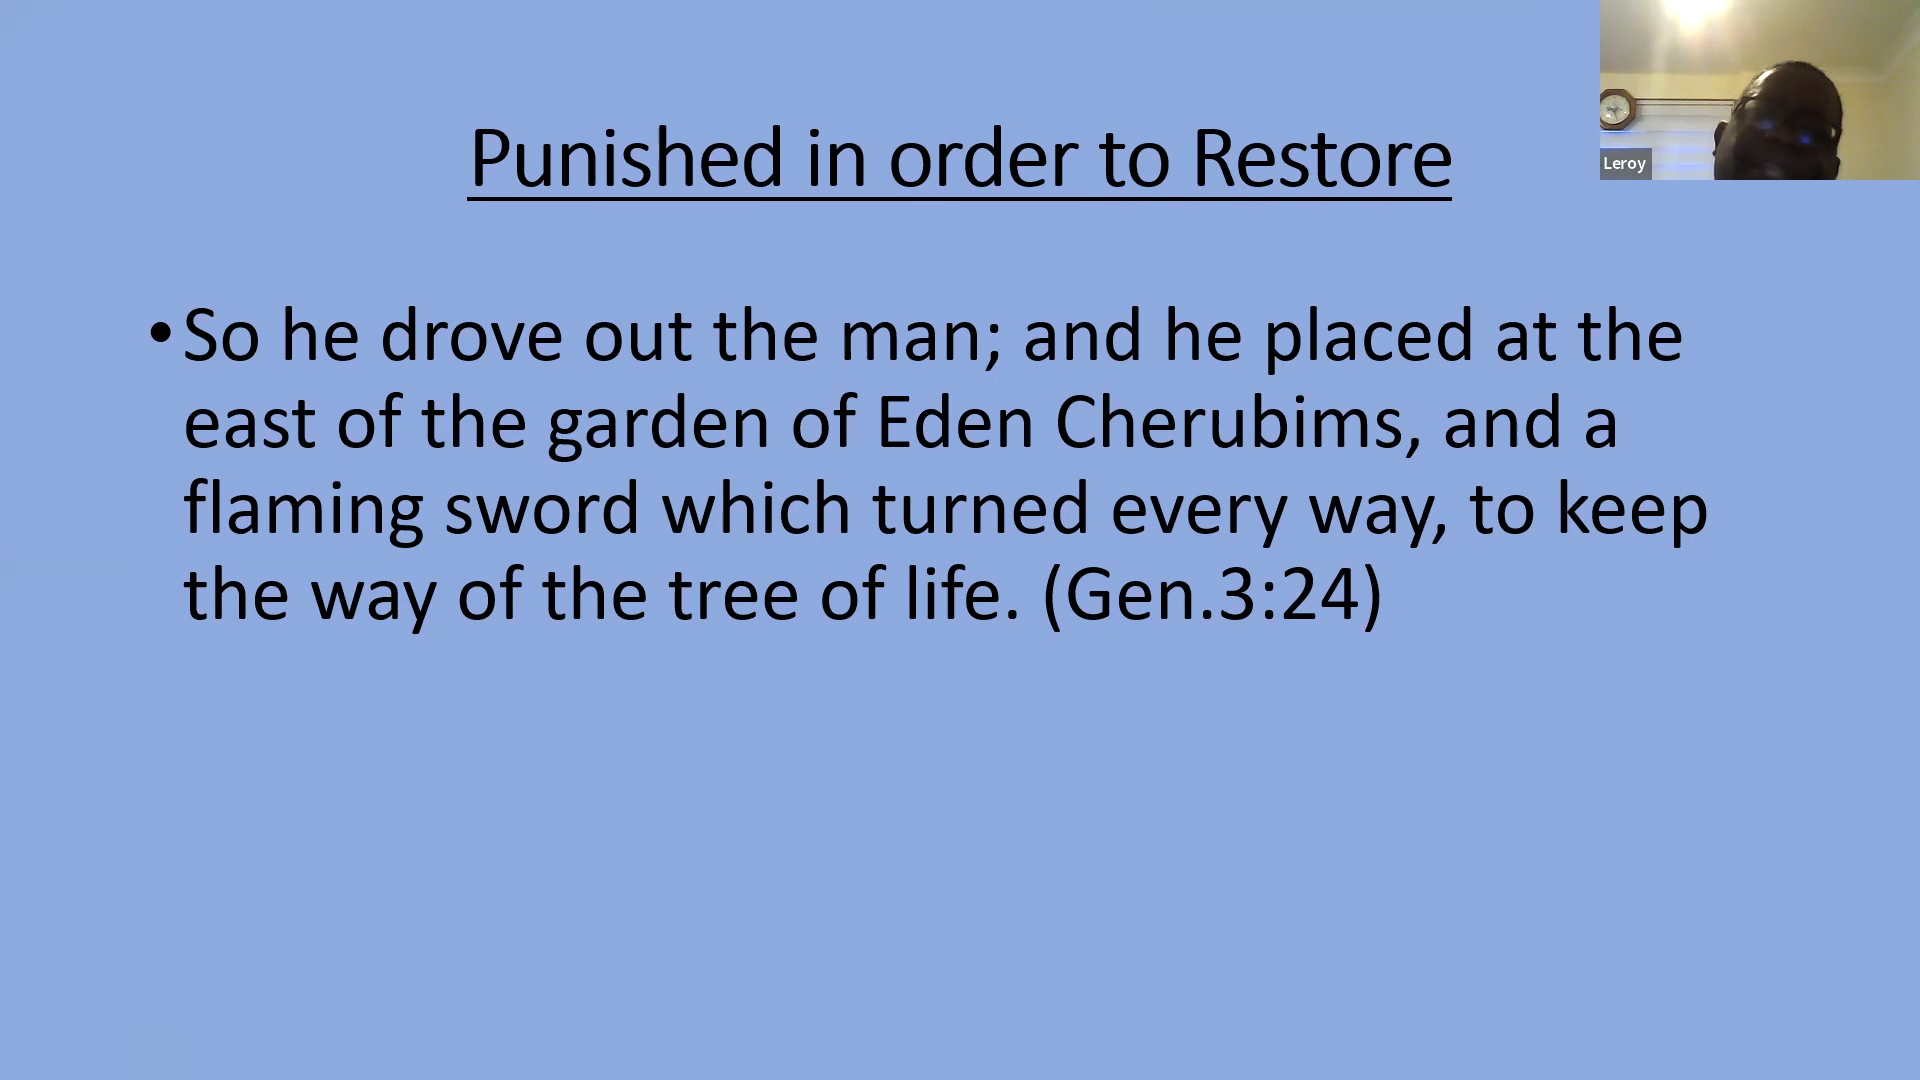 Punished in order to Restore
Leroy
•So he drove out the man; and he placed at the
east of the garden of Eden Cherubims, and a
flaming sword which turned every way, to keep
the way of the tree of life. (Gen.3:24)